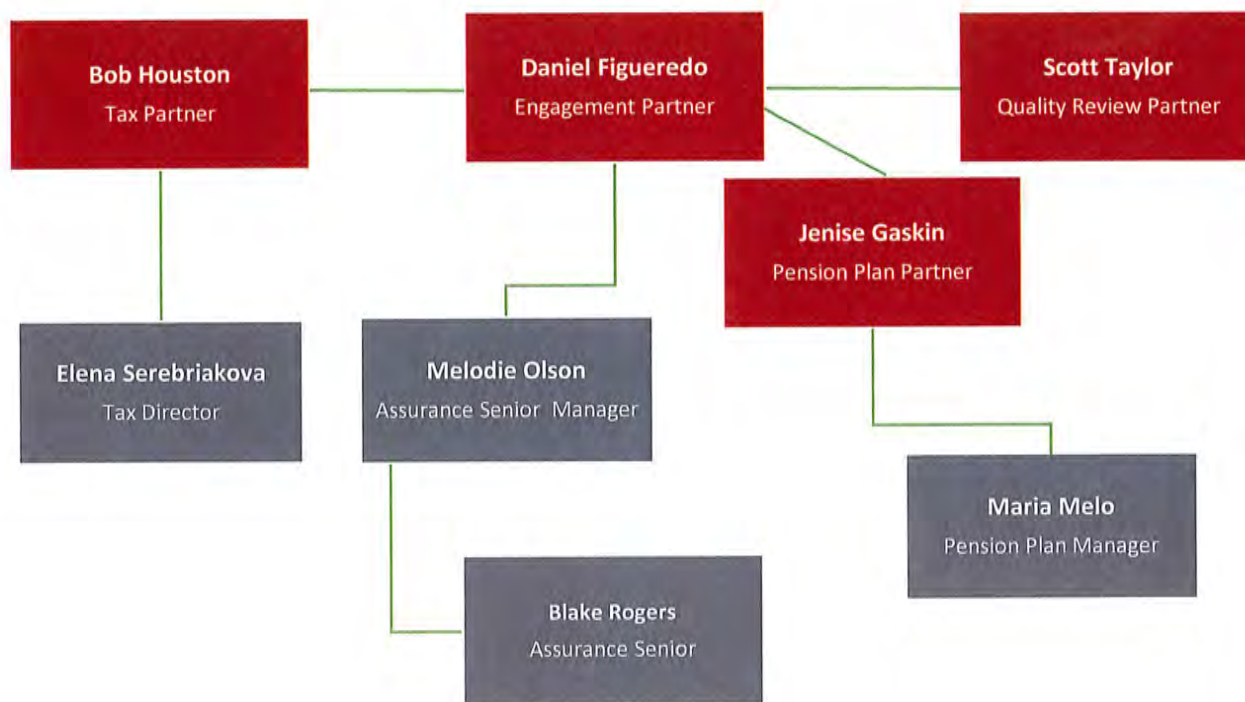 Bob Houston
Tax Partner
Daniel Figueredo
Engagement Partner
Scott Taylor
Quality Review Partner
Jenise Gaskin
Pension Plan Partner
Elena Serebriakova
Tax Director
Melodie Olson
Assurance Senior Manager
Maria Melo
Pension Plan Manager
Blake Rogers
Assurance Senior